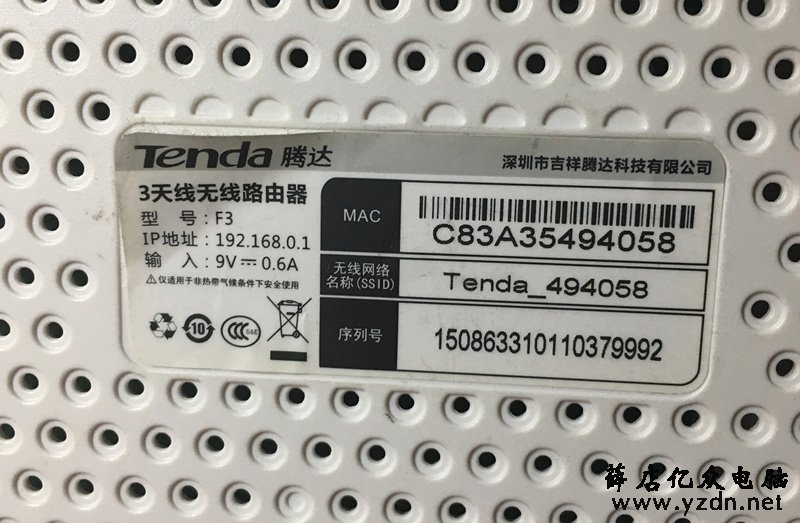 Tenda 腾达
深圳市吉祥腾达科技有限公司
3天线无线路由器
型 号：F3
IP地址：192.168.0.1
输 入：9V⎓0.6A
⚠仅适用于非热带气候条件下安全使用
10
CCC S&E
MAC
C83A35494058
无线网络
名称(SSID)
Tenda_494058
序列号
150863310110379992
薛店亿众电脑
www.yzdn.net